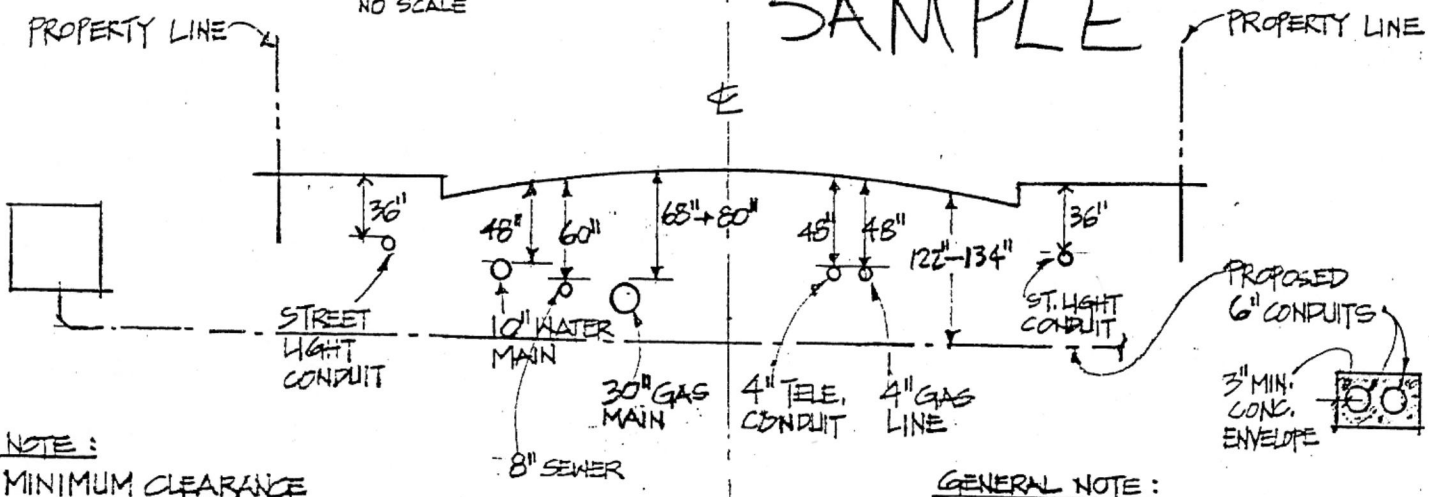 NO SCALE
SAMPLE
PROPERTY LINE
PROPERTY LINE
℄
36"
48"
60"
68"→80"
48"
48"
122"-134"
36"
STREET
LIGHT
CONDUIT
10" WATER
MAIN
8" SEWER
30" GAS
MAIN
4" TELE.
CONDUIT
4" GAS
LINE
ST. LIGHT
CONDUIT
PROPOSED
6" CONDUITS
3" MIN.
CONC.
ENVELOPE
NOTE:
MINIMUM CLEARANCE
GENERAL NOTE: